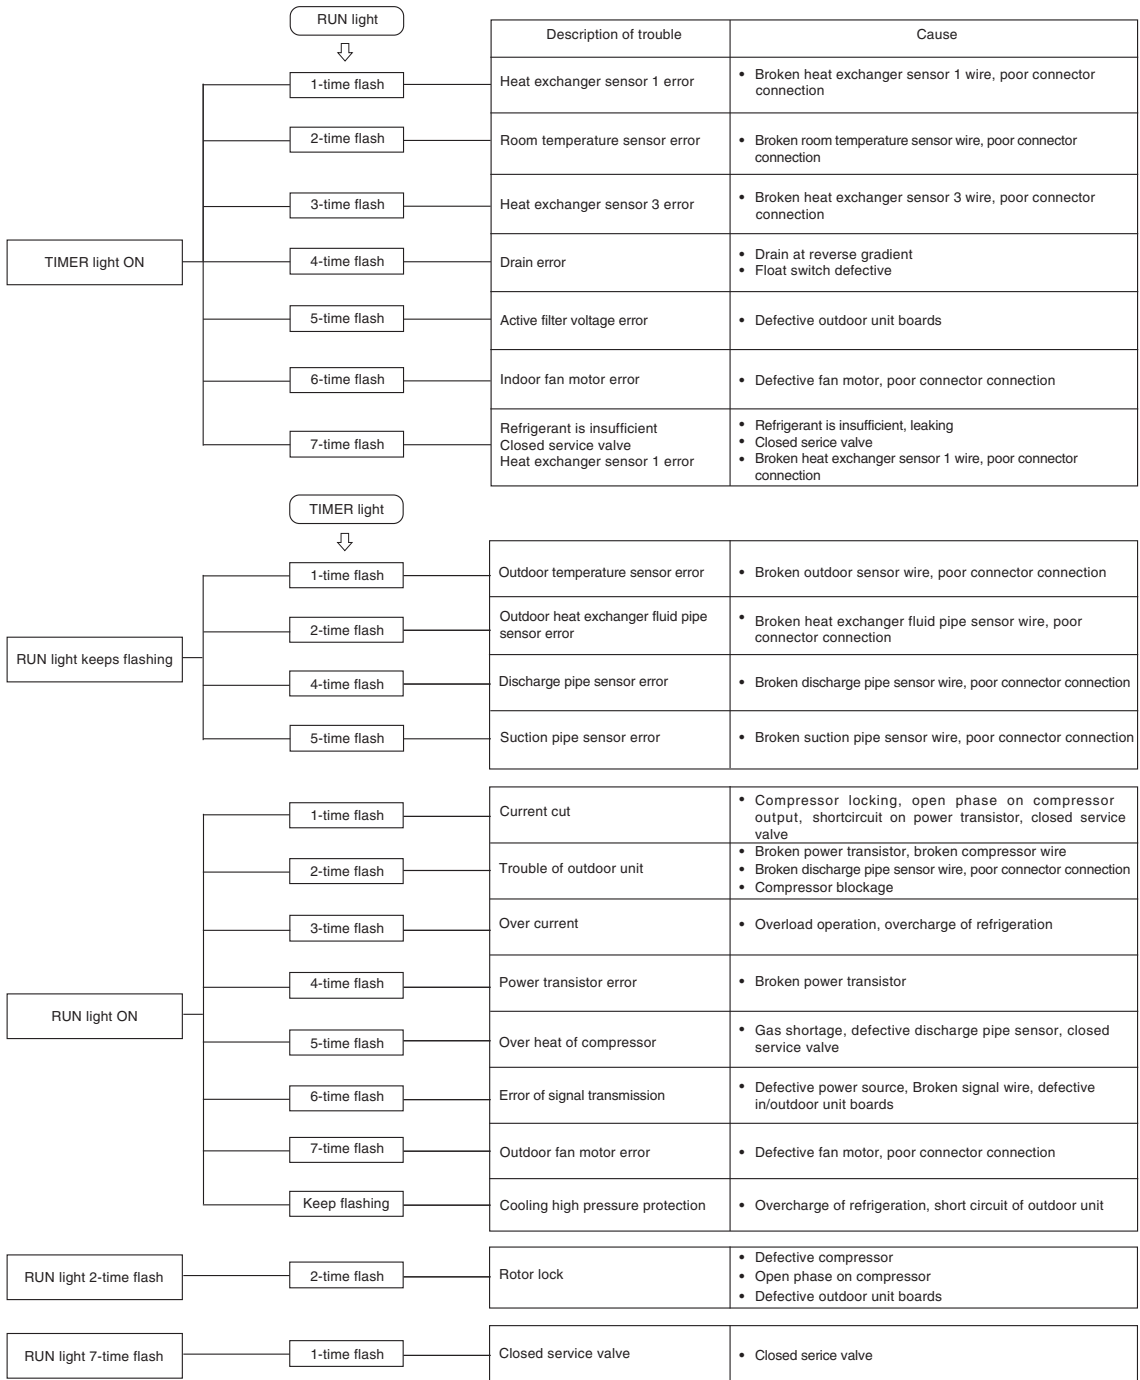 RUN light
Description of trouble
Cause
TIMER light ON
1-time flash
Heat exchanger sensor 1 error
• Broken heat exchanger sensor 1 wire, poor connector
connection
2-time flash
Room temperature sensor error
• Broken room temperature sensor wire, poor connector
connection
3-time flash
Heat exchanger sensor 3 error
• Broken heat exchanger sensor 3 wire, poor connector
connection
4-time flash
Drain error
• Drain at reverse gradient
• Float switch defective
5-time flash
Active filter voltage error
• Defective outdoor unit boards
6-time flash
Indoor fan motor error
• Defective fan motor, poor connector connection
7-time flash
Refrigerant is insufficient
Closed service valve
Heat exchanger sensor 1 error
• Refrigerant is insufficient, leaking
• Closed serice valve
• Broken heat exchanger sensor 1 wire, poor connector
connection
TIMER light
RUN light keeps flashing
1-time flash
Outdoor temperature sensor error
• Broken outdoor sensor wire, poor connector connection
2-time flash
Outdoor heat exchanger fluid pipe
sensor error
• Broken heat exchanger fluid pipe sensor wire, poor
connector connection
4-time flash
Discharge pipe sensor error
• Broken discharge pipe sensor wire, poor connector connection
5-time flash
Suction pipe sensor error
• Broken suction pipe sensor wire, poor connector connection
RUN light ON
1-time flash
Current cut
• Compressor locking, open phase on compressor
output, shortcircuit on power transistor, closed service
valve
2-time flash
Trouble of outdoor unit
• Broken power transistor, broken compressor wire
• Broken discharge pipe sensor wire, poor connector connection
• Compressor blockage
3-time flash
Over current
• Overload operation, overcharge of refrigeration
4-time flash
Power transistor error
• Broken power transistor
5-time flash
Over heat of compressor
• Gas shortage, defective discharge pipe sensor, closed
service valve
6-time flash
Error of signal transmission
• Defective power source, Broken signal wire, defective
in/outdoor unit boards
7-time flash
Outdoor fan motor error
• Defective fan motor, poor connector connection
Keep flashing
Cooling high pressure protection
• Overcharge of refrigeration, short circuit of outdoor unit
RUN light 2-time flash
2-time flash
Rotor lock
• Defective compressor
• Open phase on compressor
• Defective outdoor unit boards
RUN light 7-time flash
1-time flash
Closed service valve
• Closed serice valve